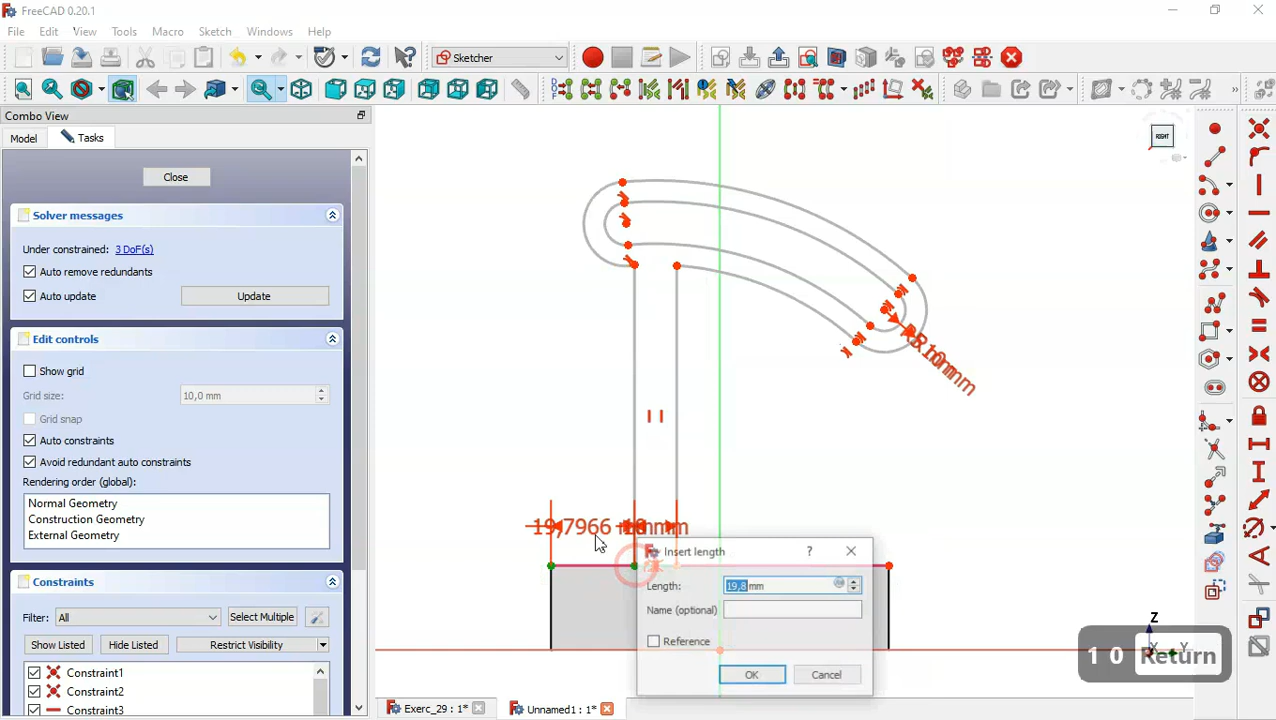 FreeCAD 0.20.1
File Edit View Tools Macro Sketch Windows Help
Sketcher
Combo View
Model Tasks
Close
Solver messages
Under constrained: 3 DoF(s)
Auto remove redundants
Auto update Update
Edit controls
Show grid
Grid size: 10,0 mm
Grid snap
Auto constraints
Avoid redundant auto constraints
Rendering order (global):
Normal Geometry
Construction Geometry
External Geometry
Constraints
Filter: All Select Multiple
Show Listed Hide Listed Restrict Visibility
Constraint1
Constraint2
Constraint3
RIGHT
19,7966
Insert length ?
Length: 19,8 mm
Name (optional)
Reference
OK Cancel
Z
X Y
1 0 Return
Exerc_29 : 1* Unnamed1 : 1*